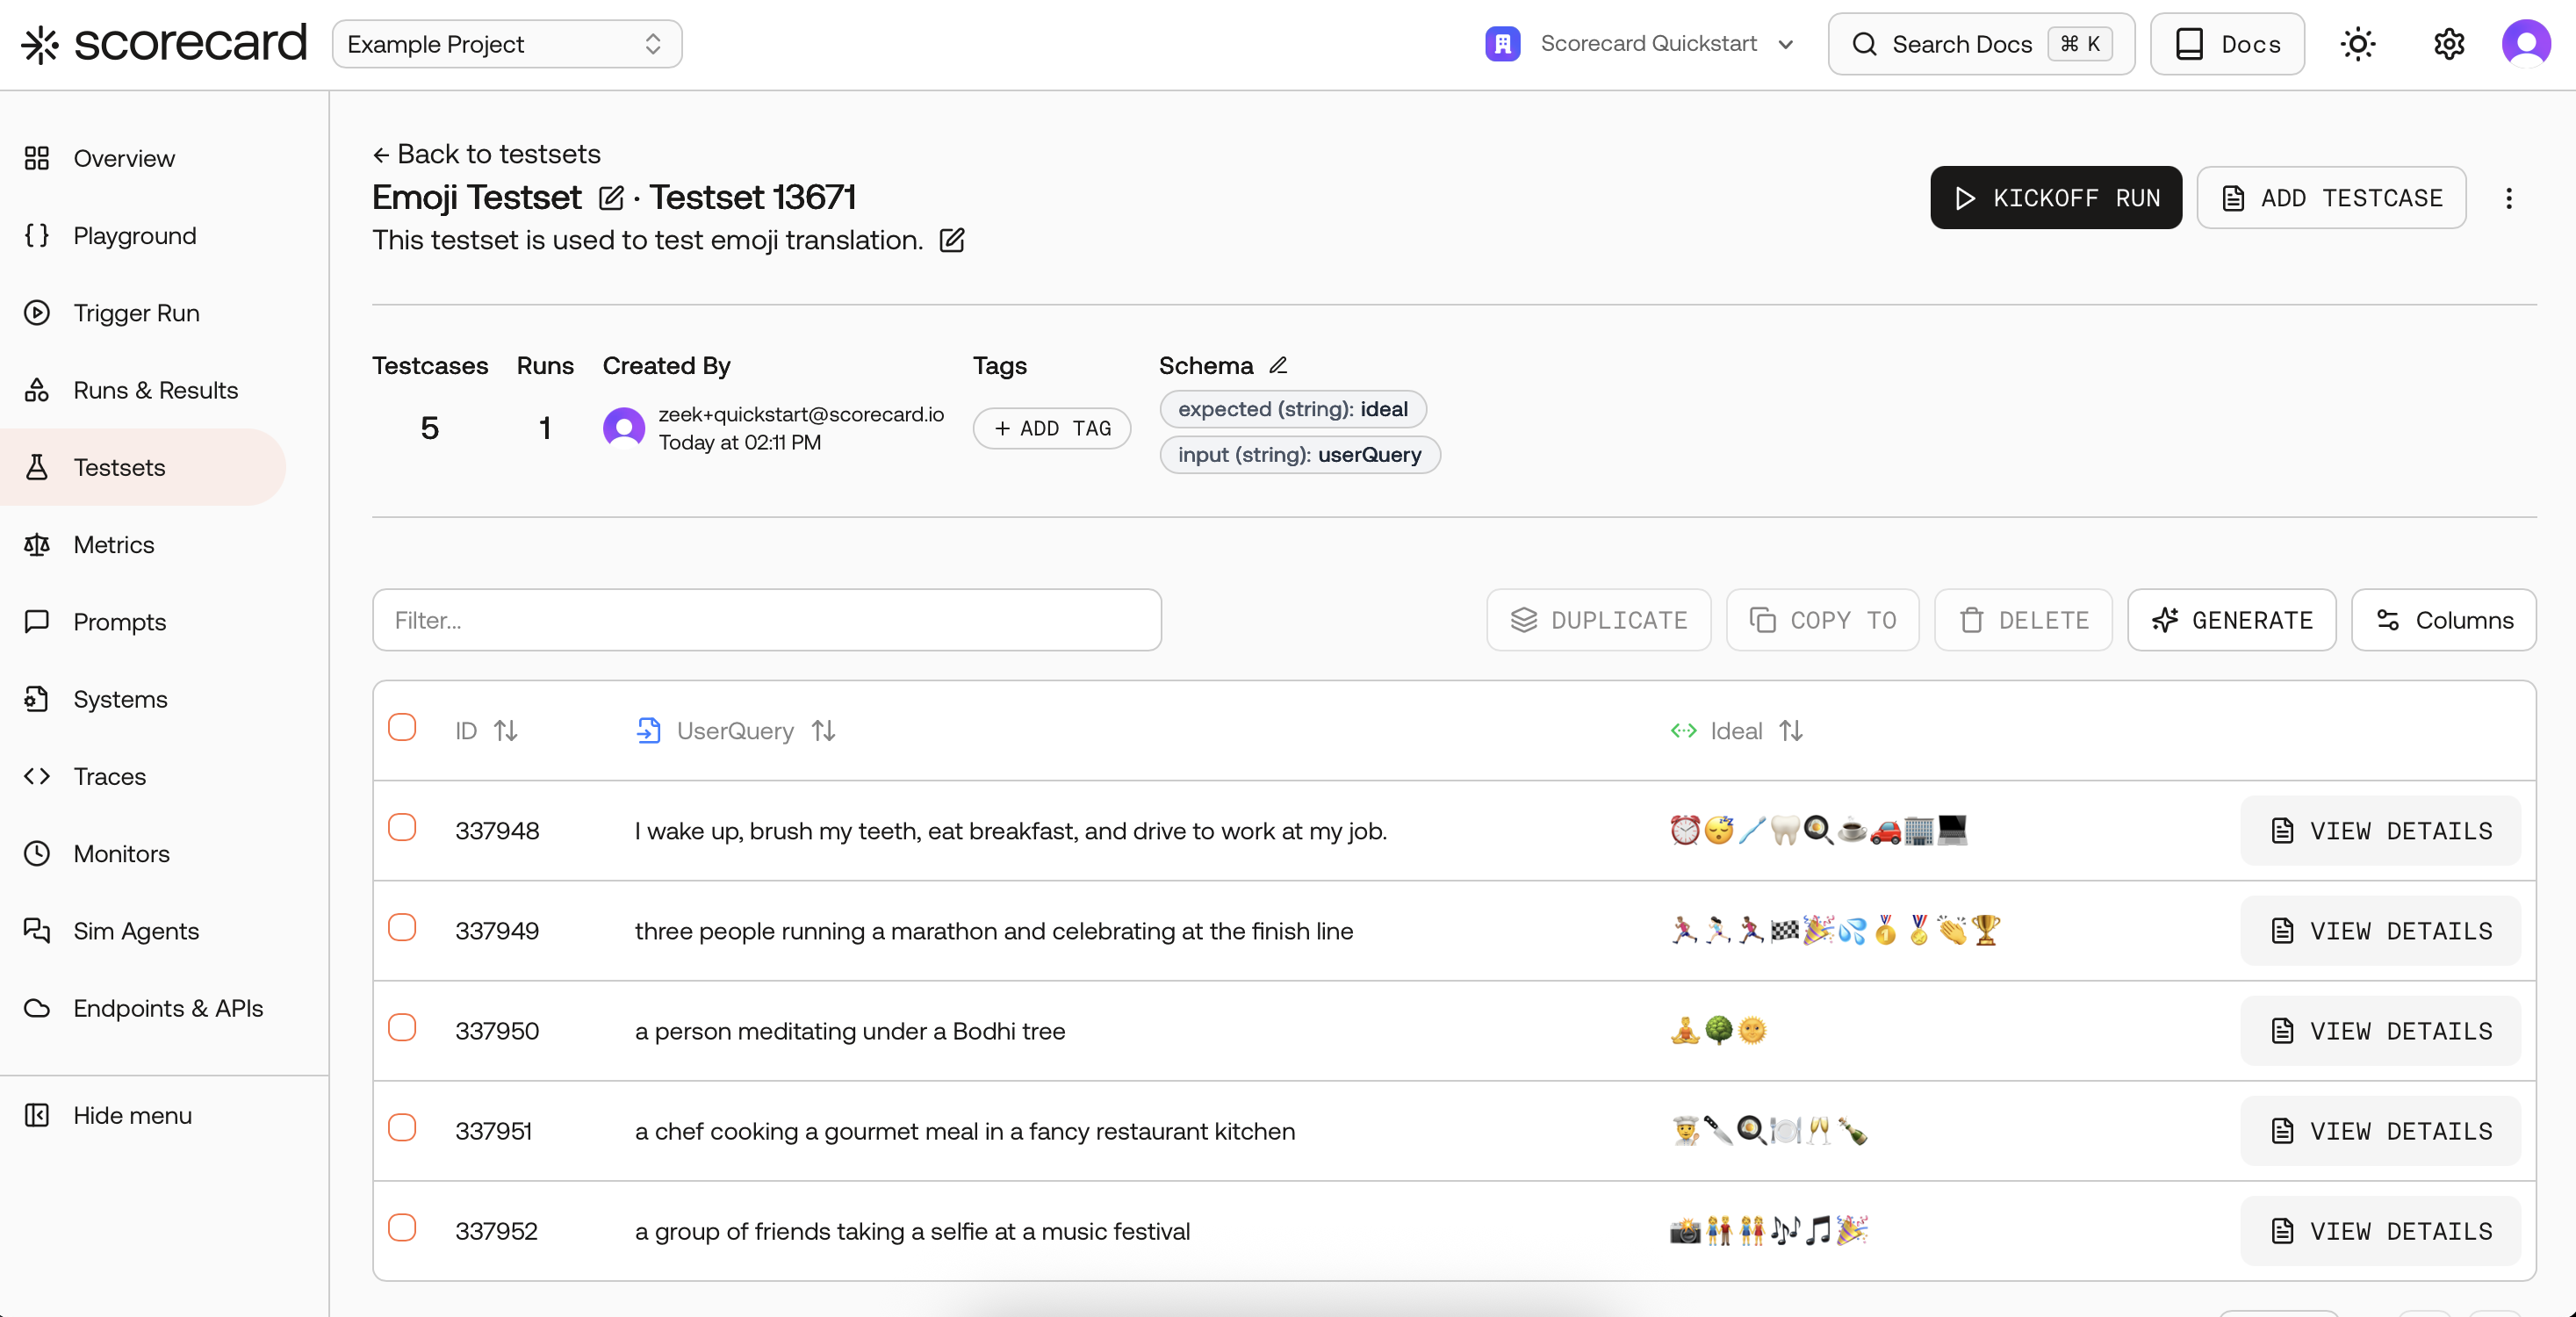 scorecard
Example Project
Scorecard Quickstart
Search Docs ⌘ K
Docs
Overview
Playground
Trigger Run
Runs & Results
Testsets
Metrics
Prompts
Systems
Traces
Monitors
Sim Agents
Endpoints & APIs
Hide menu
← Back to testsets
Emoji Testset · Testset 13671
This testset is used to test emoji translation.
KICKOFF RUN
ADD TESTCASE
Testcases Runs Created By Tags Schema
5 1 zeek+quickstart@scorecard.io
Today at 02:11 PM
+ ADD TAG
expected (string): ideal
input (string): userQuery
Filter...
DUPLICATE COPY TO DELETE GENERATE Columns
ID UserQuery Ideal
337948 I wake up, brush my teeth, eat breakfast, and drive to work at my job. ⏰😴🪥🦷🍳☕🚗🏢💻 VIEW DETAILS
337949 three people running a marathon and celebrating at the finish line 🏃🏽🏃🏻‍♀️🏃🏾🏁🎉💦🥇🏅👏🏆 VIEW DETAILS
337950 a person meditating under a Bodhi tree 🧘🌳🌞 VIEW DETAILS
337951 a chef cooking a gourmet meal in a fancy restaurant kitchen 👨‍🍳🔪🍳🍽️🥂🍾 VIEW DETAILS
337952 a group of friends taking a selfie at a music festival 📸👬👭🎶🎵🎉 VIEW DETAILS